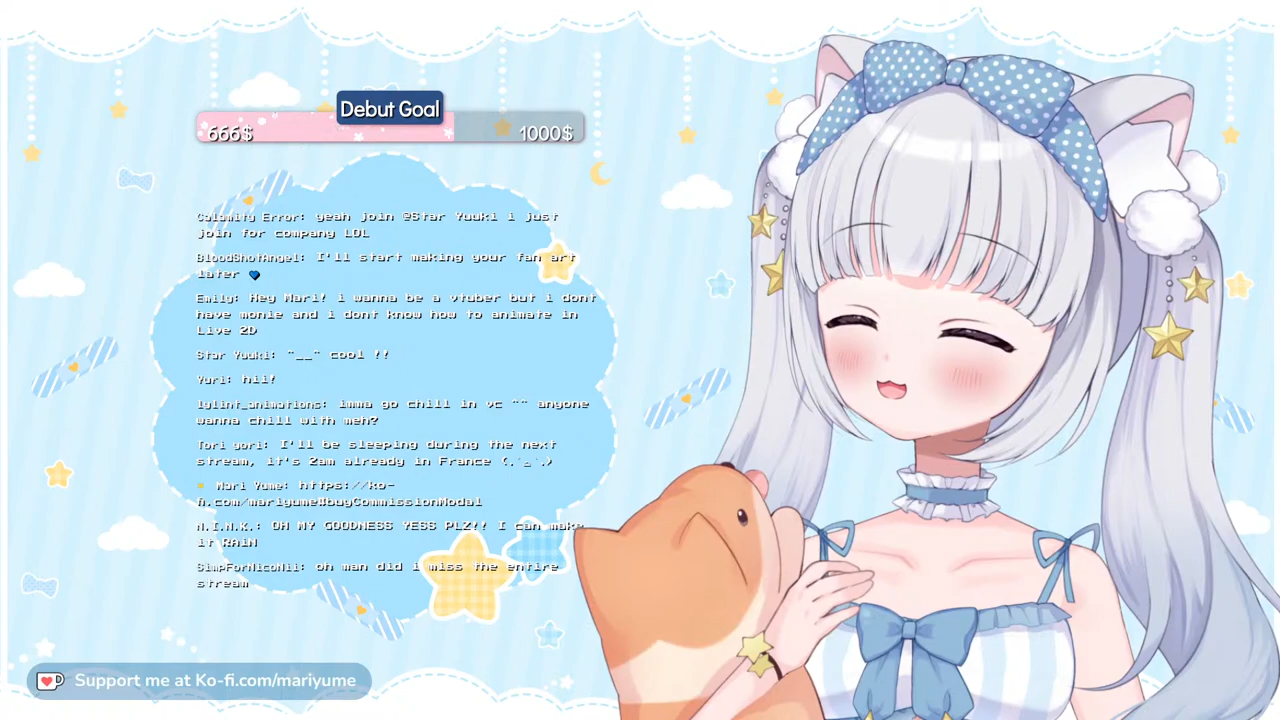 Debut Goal
666$ 1000$
Calamity Error: yeah join @Star Yuuki i just
join for company LOL
BloodShotAngel: I'll start making your fan art
later 💙
Emily: Hey Mari! i wanna be a vtuber but i dont
have monie and i dont know how to animate in
Live 2D
Star Yuuki: ^__^ cool !!
Yuri: hii!
lylint_animations: imma go chill in vc ^^ anyone
wanna chill with meh?
Tori yori: I'll be sleeping during the next
stream, it's 2am already in France
Mari Yume: https://ko-
fi.com/mariyume#buyCommissionModal
N.I.N.K.: OH MY GOODNESS YESS PLZ!! I can make
it RAiN
SimpForNicoNii: oh man did i miss the entire
stream
Support me at Ko-fi.com/mariyume